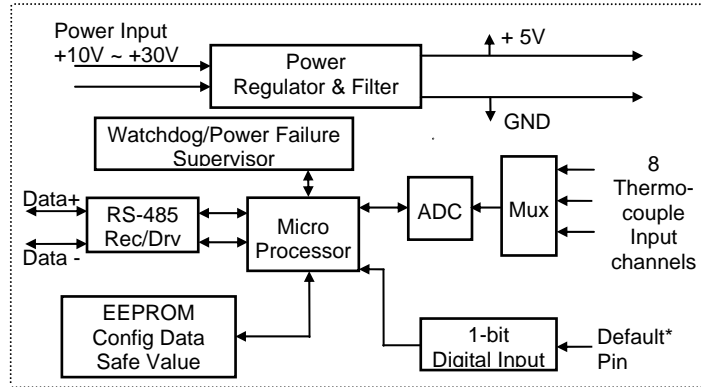 Power Input
+10V ~ +30V
Power
Regulator & Filter
+ 5V
GND
Watchdog/Power Failure
Supervisor
8
Thermo-
couple
Input
channels
Data+
Data -
RS-485
Rec/Drv
Micro
Processor
ADC
Mux
EEPROM
Config Data
Safe Value
1-bit
Digital Input
Default*
Pin